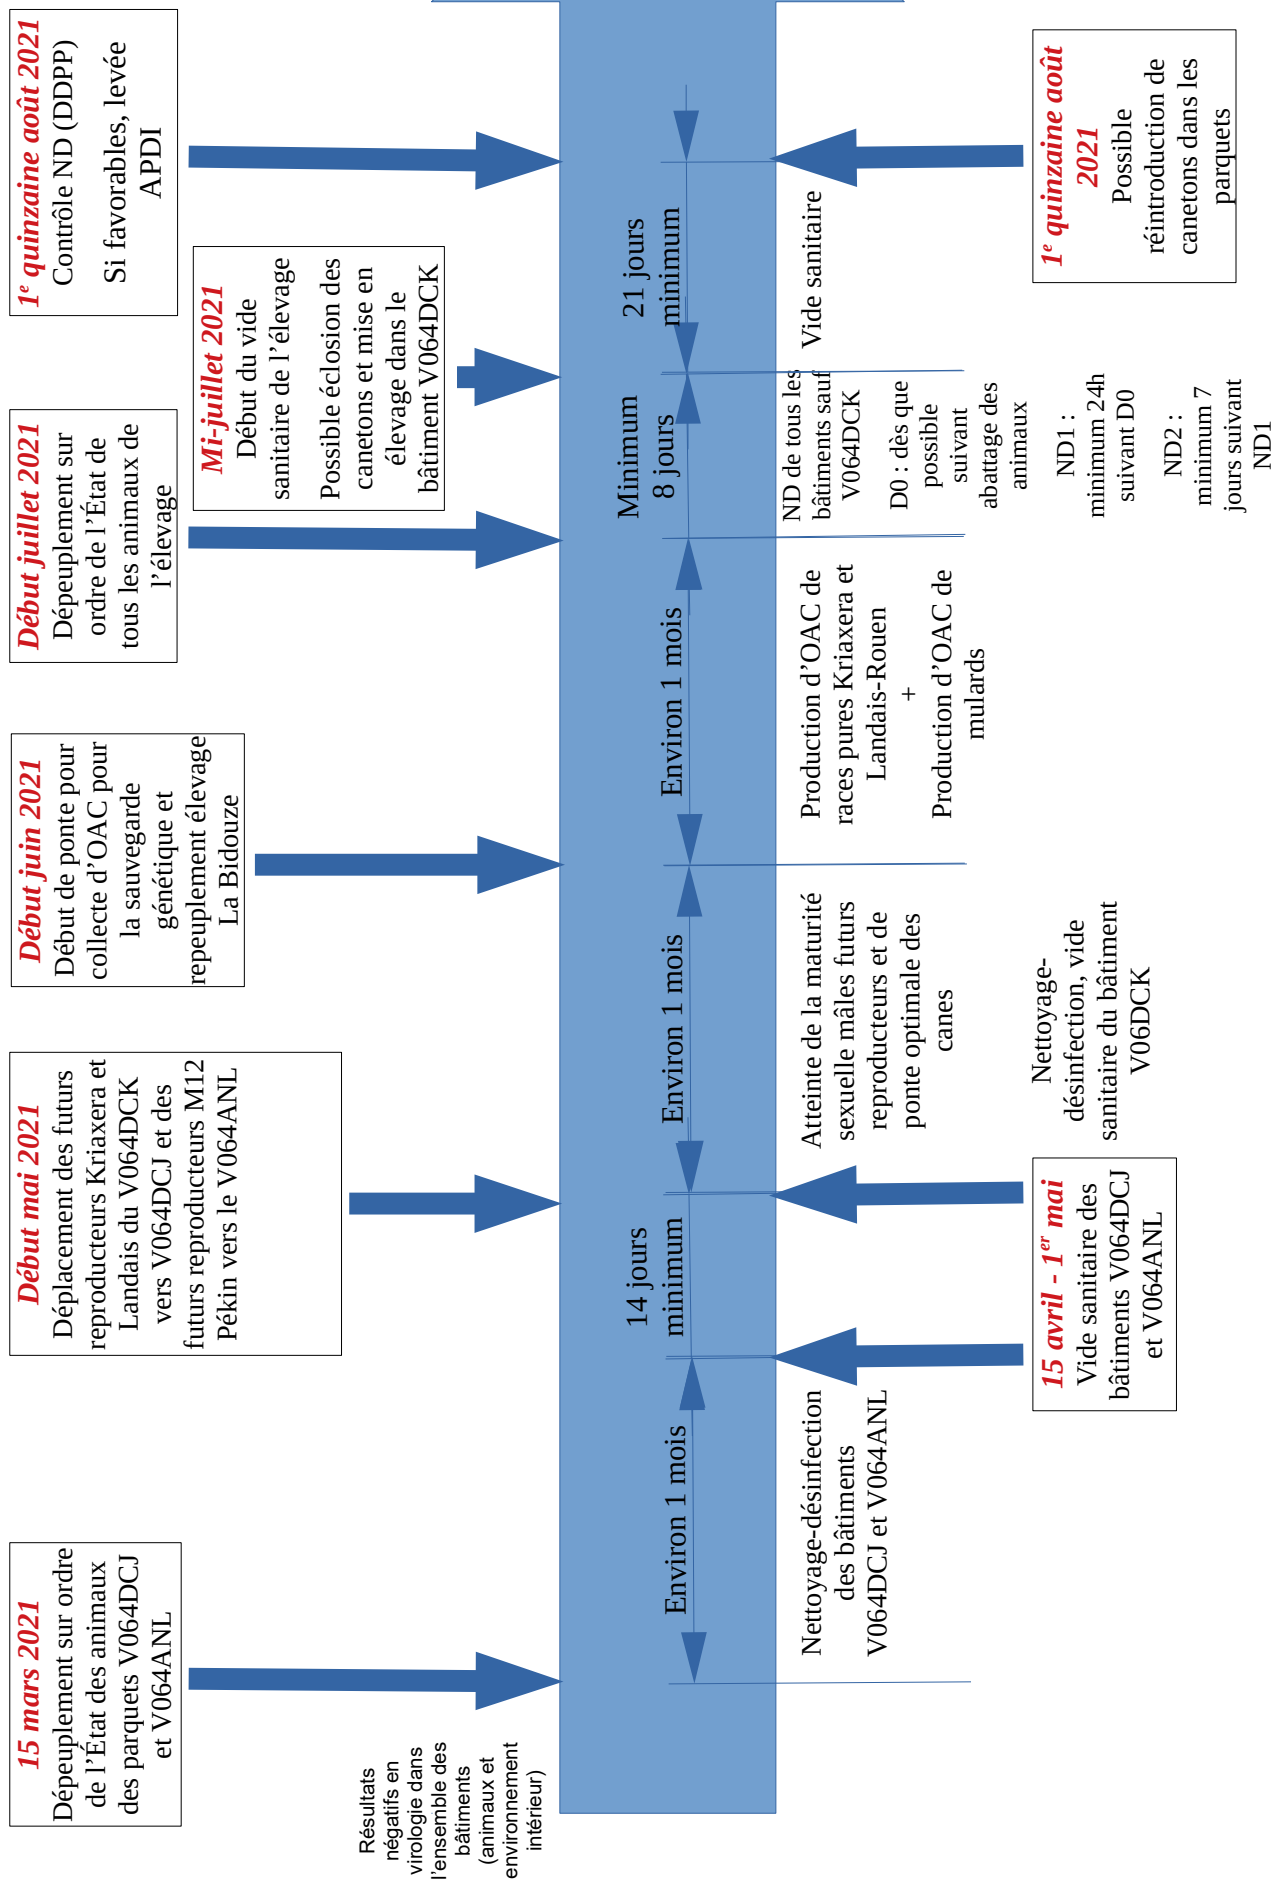 15 mars 2021
Dépeuplement sur ordre
de l'État des animaux
des parquets V064DCJ
et V064ANL
Début mai 2021
Déplacement des futurs
reproducteurs Kriaxera et
Landais du V064DCK
vers V064DCJ et des
futurs reproducteurs M12
Pékin vers le V064ANL
Début juin 2021
Début de ponte pour
collecte d'OAC pour
la sauvegarde
génétique et
repeuplement élevage
La Bidouze
Début juillet 2021
Dépeuplement sur
ordre de l'État de
tous les animaux de
l'élevage
Mi-juillet 2021
Début du vide
sanitaire de l'élevage
Possible éclosion des
canetons et mise en
élevage dans le
bâtiment V064DCK
1e quinzaine août 2021
Contrôle ND (DDPP)
Si favorables, levée
APDI
Résultats
négatifs en
virologie dans
l'ensemble des
bâtiments
(animaux et
environnement
intérieur)
Environ 1 mois
14 jours
minimum
Environ 1 mois
Environ 1 mois
Minimum
8 jours
21 jours
minimum
Nettoyage-désinfection
des bâtiments
V064DCJ et V064ANL
Atteinte de la maturité
sexuelle mâles futurs
reproducteurs et de
ponte optimale des
canes
Production d'OAC de
races pures Kriaxera et
Landais-Rouen
+
Production d'OAC de
mulards
ND de tous les
bâtiments sauf
V064DCK
D0 : dès que
possible
suivant
abattage des
animaux
ND1 :
minimum 24h
suivant D0
ND2 :
minimum 7
jours suivant
ND1
Vide sanitaire
15 avril - 1er mai
Vide sanitaire des
bâtiments V064DCJ
et V064ANL
Nettoyage-
désinfection, vide
sanitaire du bâtiment
V06DCK
1e quinzaine août
2021
Possible
réintroduction de
canetons dans les
parquets